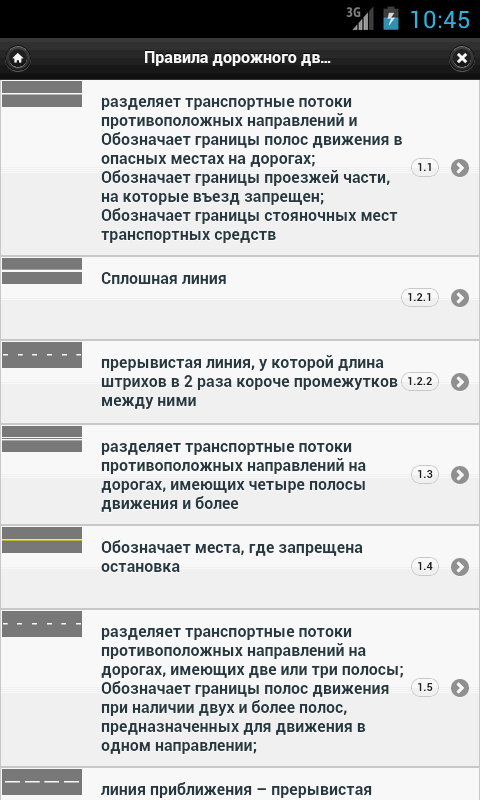 3G
10:45
Правила дорожного дв…
разделяет транспортные потоки
противоположных направлений и
Обозначает границы полос движения в
опасных местах на дорогах;
Обозначает границы проезжей части,
на которые въезд запрещен;
Обозначает границы стояночных мест
транспортных средств
1.1
Сплошная линия
1.2.1
прерывистая линия, у которой длина
штрихов в 2 раза короче промежутков
между ними
1.2.2
разделяет транспортные потоки
противоположных направлений на
дорогах, имеющих четыре полосы
движения и более
1.3
Обозначает места, где запрещена
остановка
1.4
разделяет транспортные потоки
противоположных направлений на
дорогах, имеющих две или три полосы;
Обозначает границы полос движения
при наличии двух и более полос,
предназначенных для движения в
одном направлении;
1.5
линия приближения – прерывистая